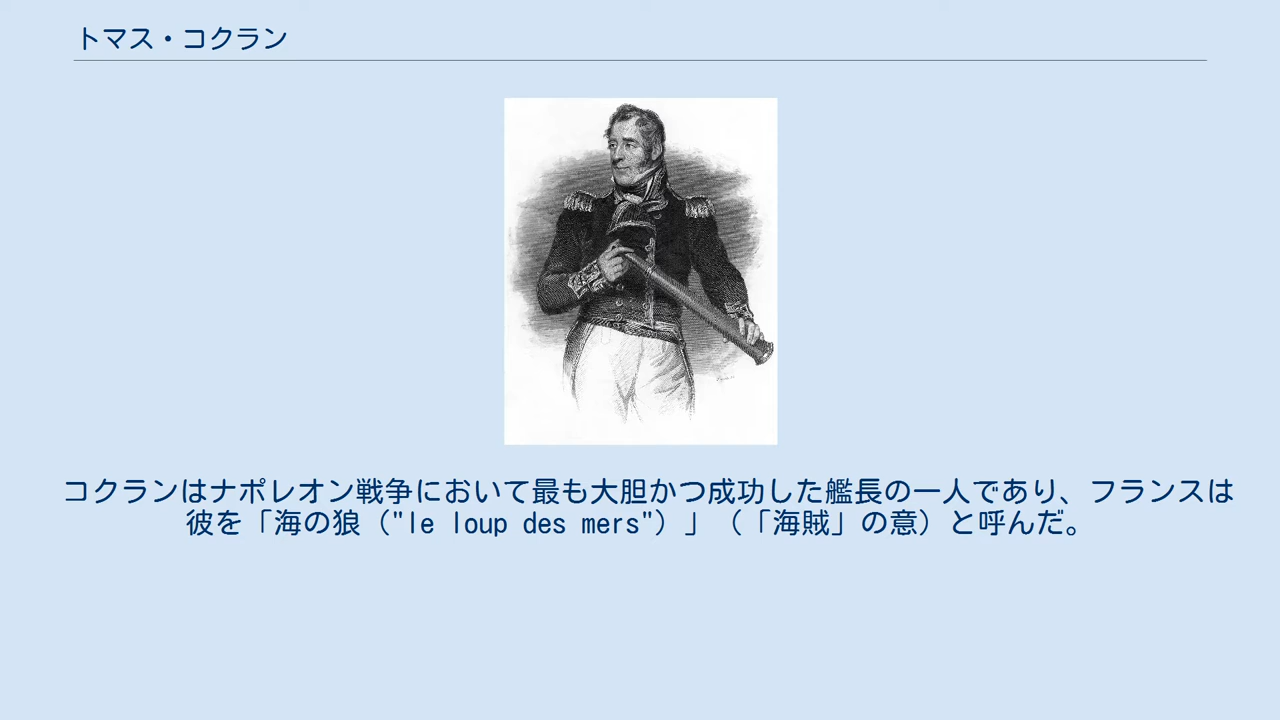 トマス・コクラン
コクランはナポレオン戦争において最も大胆かつ成功した艦長の一人であり、フランスは
彼を「海の狼（"le loup des mers"）」（「海賊」の意）と呼んだ。